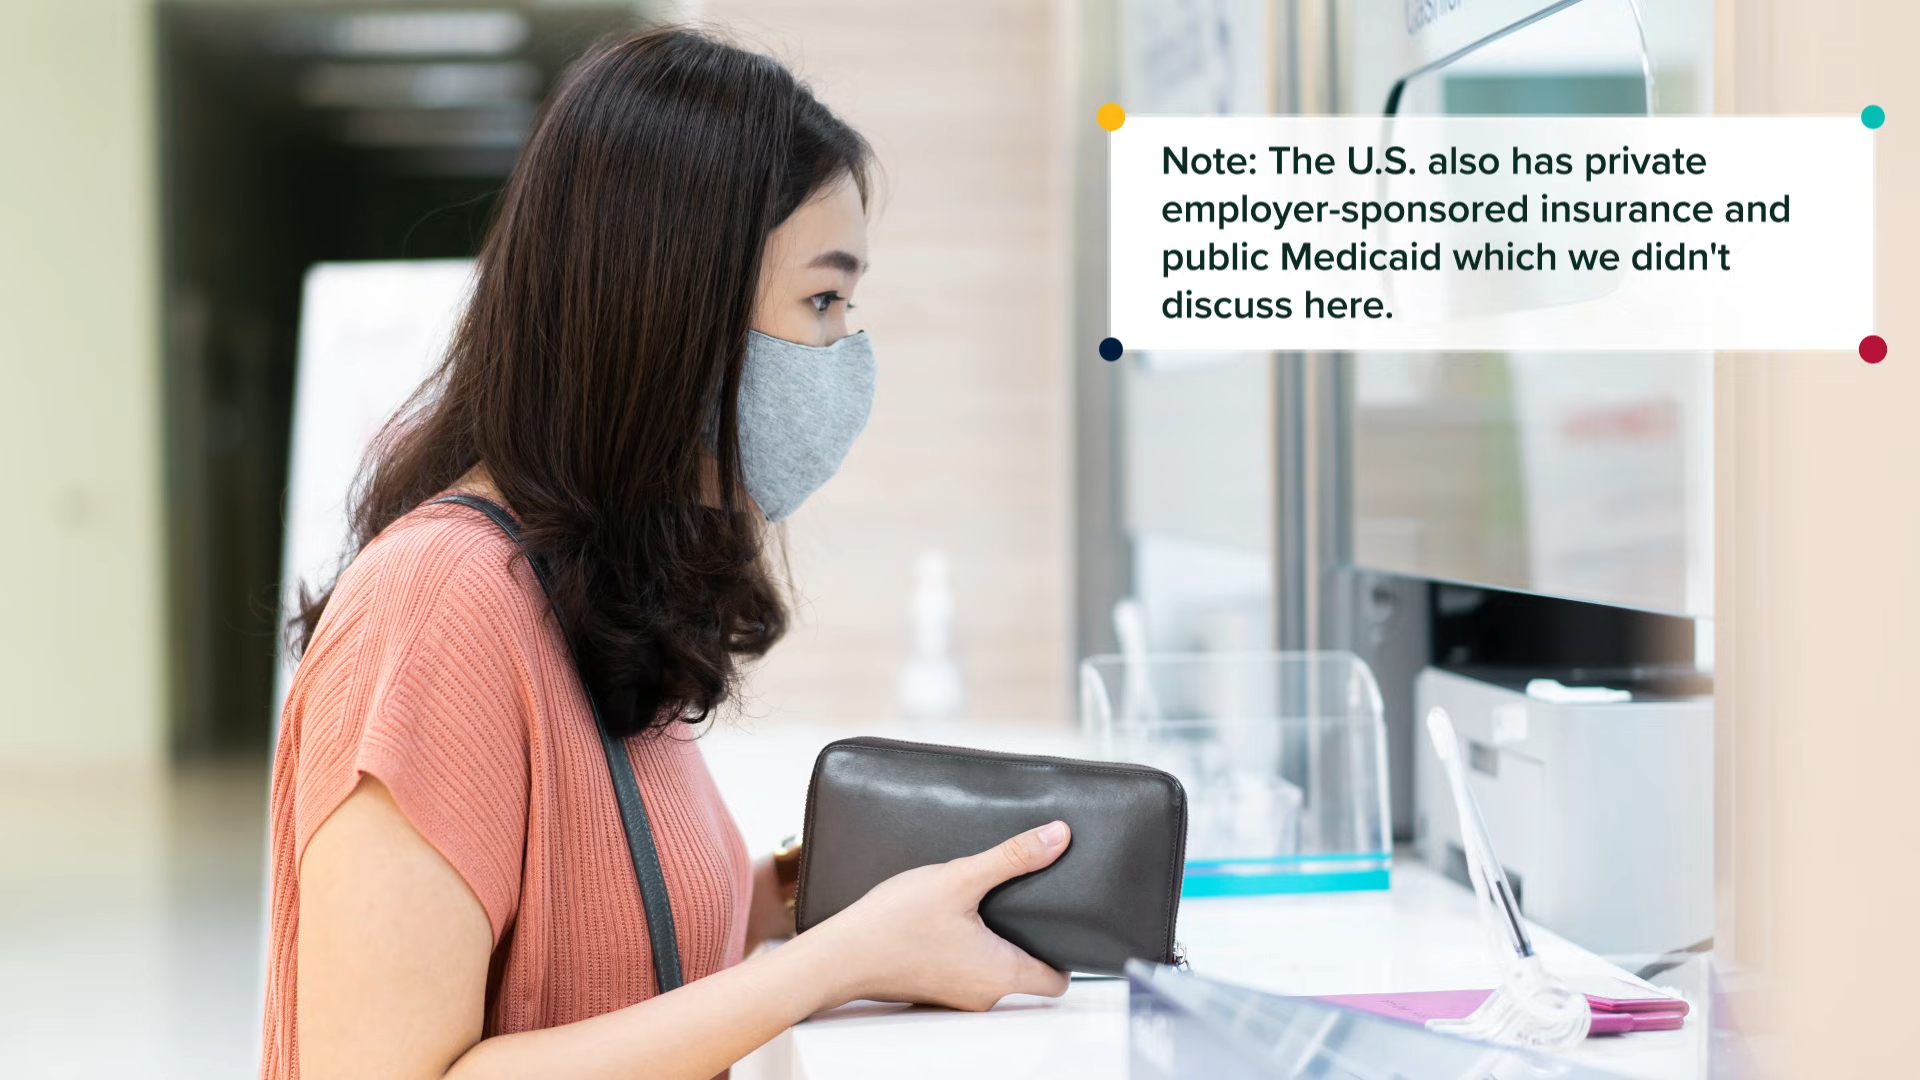 Note: The U.S. also has private
employer-sponsored insurance and
public Medicaid which we didn't
discuss here.